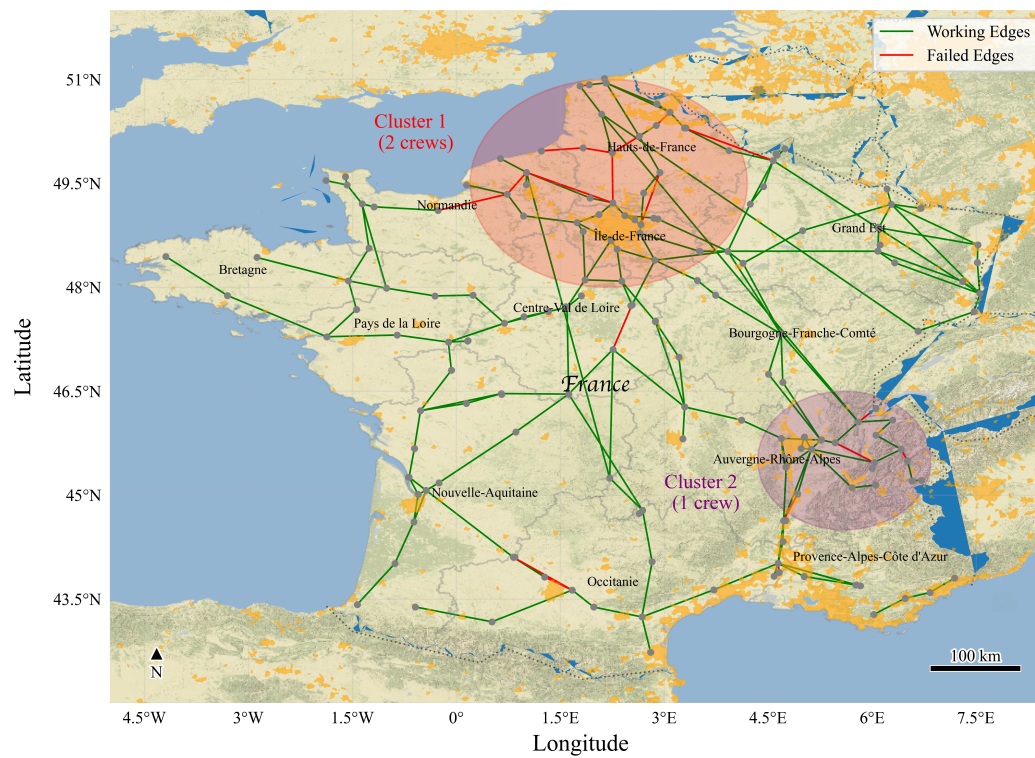 Working Edges
Failed Edges
51°N
49.5°N
48°N
46.5°N
45°N
43.5°N
Latitude
Cluster 1
(2 crews)
Hauts-de-France
Normandie
Île-de-France
Grand Est
Bretagne
Centre-Val de Loire
Pays de la Loire
Bourgogne-Franche-Comté
France
Auvergne-Rhône-Alpes
Cluster 2
(1 crew)
Nouvelle-Aquitaine
Provence-Alpes-Côte d'Azur
Occitanie
N
100 km
4.5°W
3°W
1.5°W
0°
1.5°E
3°E
4.5°E
6°E
7.5°E
Longitude